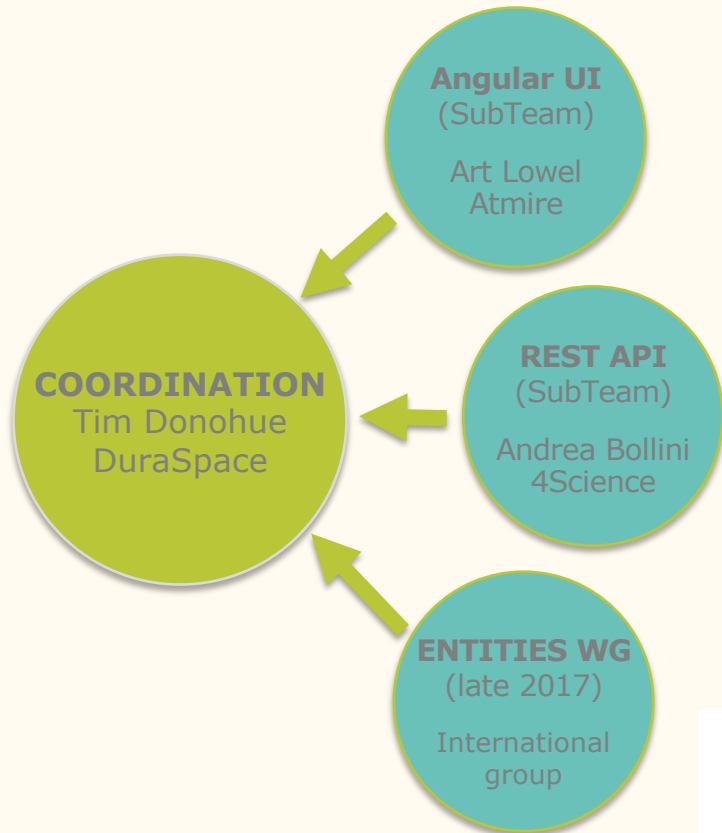 Angular UI
(SubTeam)
Art Lowel
Atmire
COORDINATION
Tim Donohue
DuraSpace
REST API
(SubTeam)
Andrea Bollini
4Science
ENTITIES WG
(late 2017)
International
group